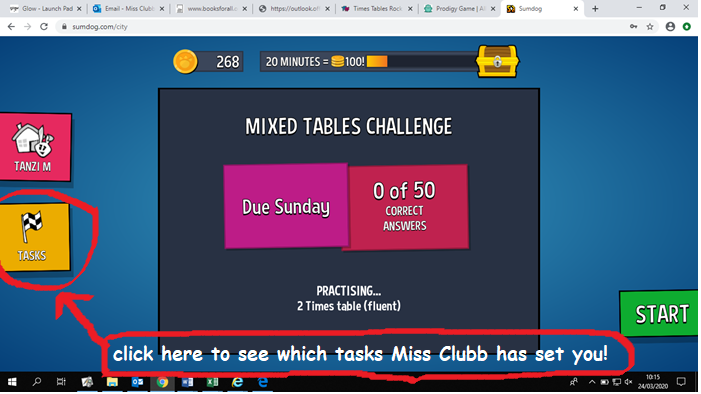 Glow - Launch Pad
Email - Miss Clubb
www.booksforall.
https://outlook.of
Times Tables Rock
Prodigy Game | Al
Sumdog
sumdog.com/city
268
20 MINUTES = 100!
MIXED TABLES CHALLENGE
TANZI M
Due Sunday
0 of 50
CORRECT
ANSWERS
TASKS
PRACTISING...
2 Times table (fluent)
START
click here to see which tasks Miss Clubb has set you!
10:15
24/03/2020